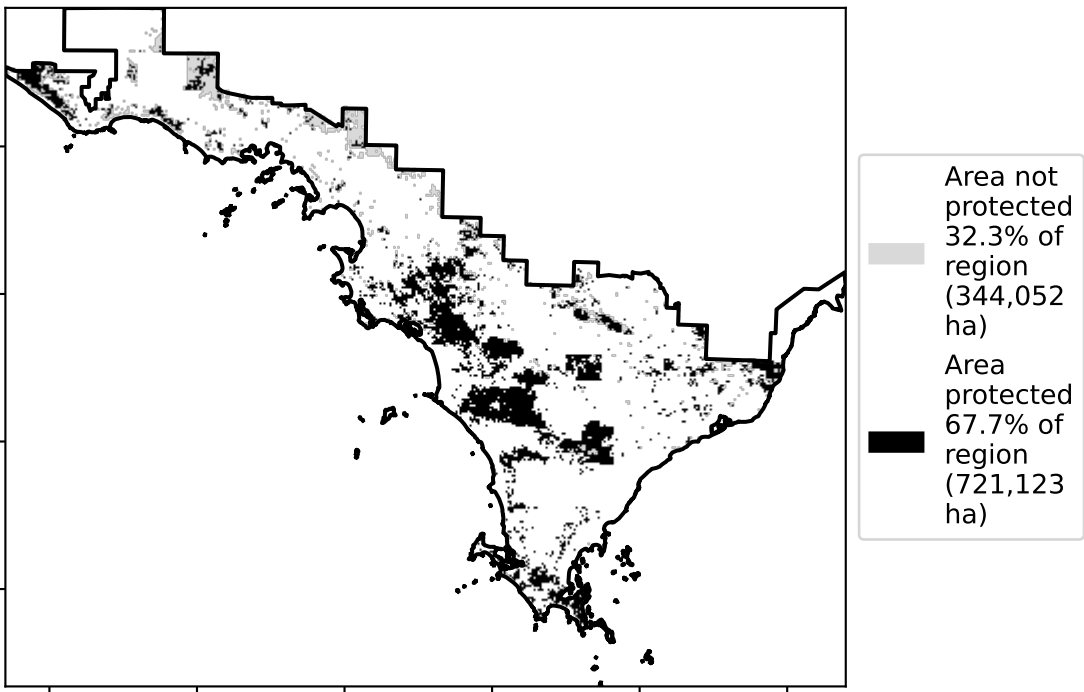 Area not
protected
32.3% of
region
(344,052
ha)
Area
protected
67.7% of
region
(721,123
ha)